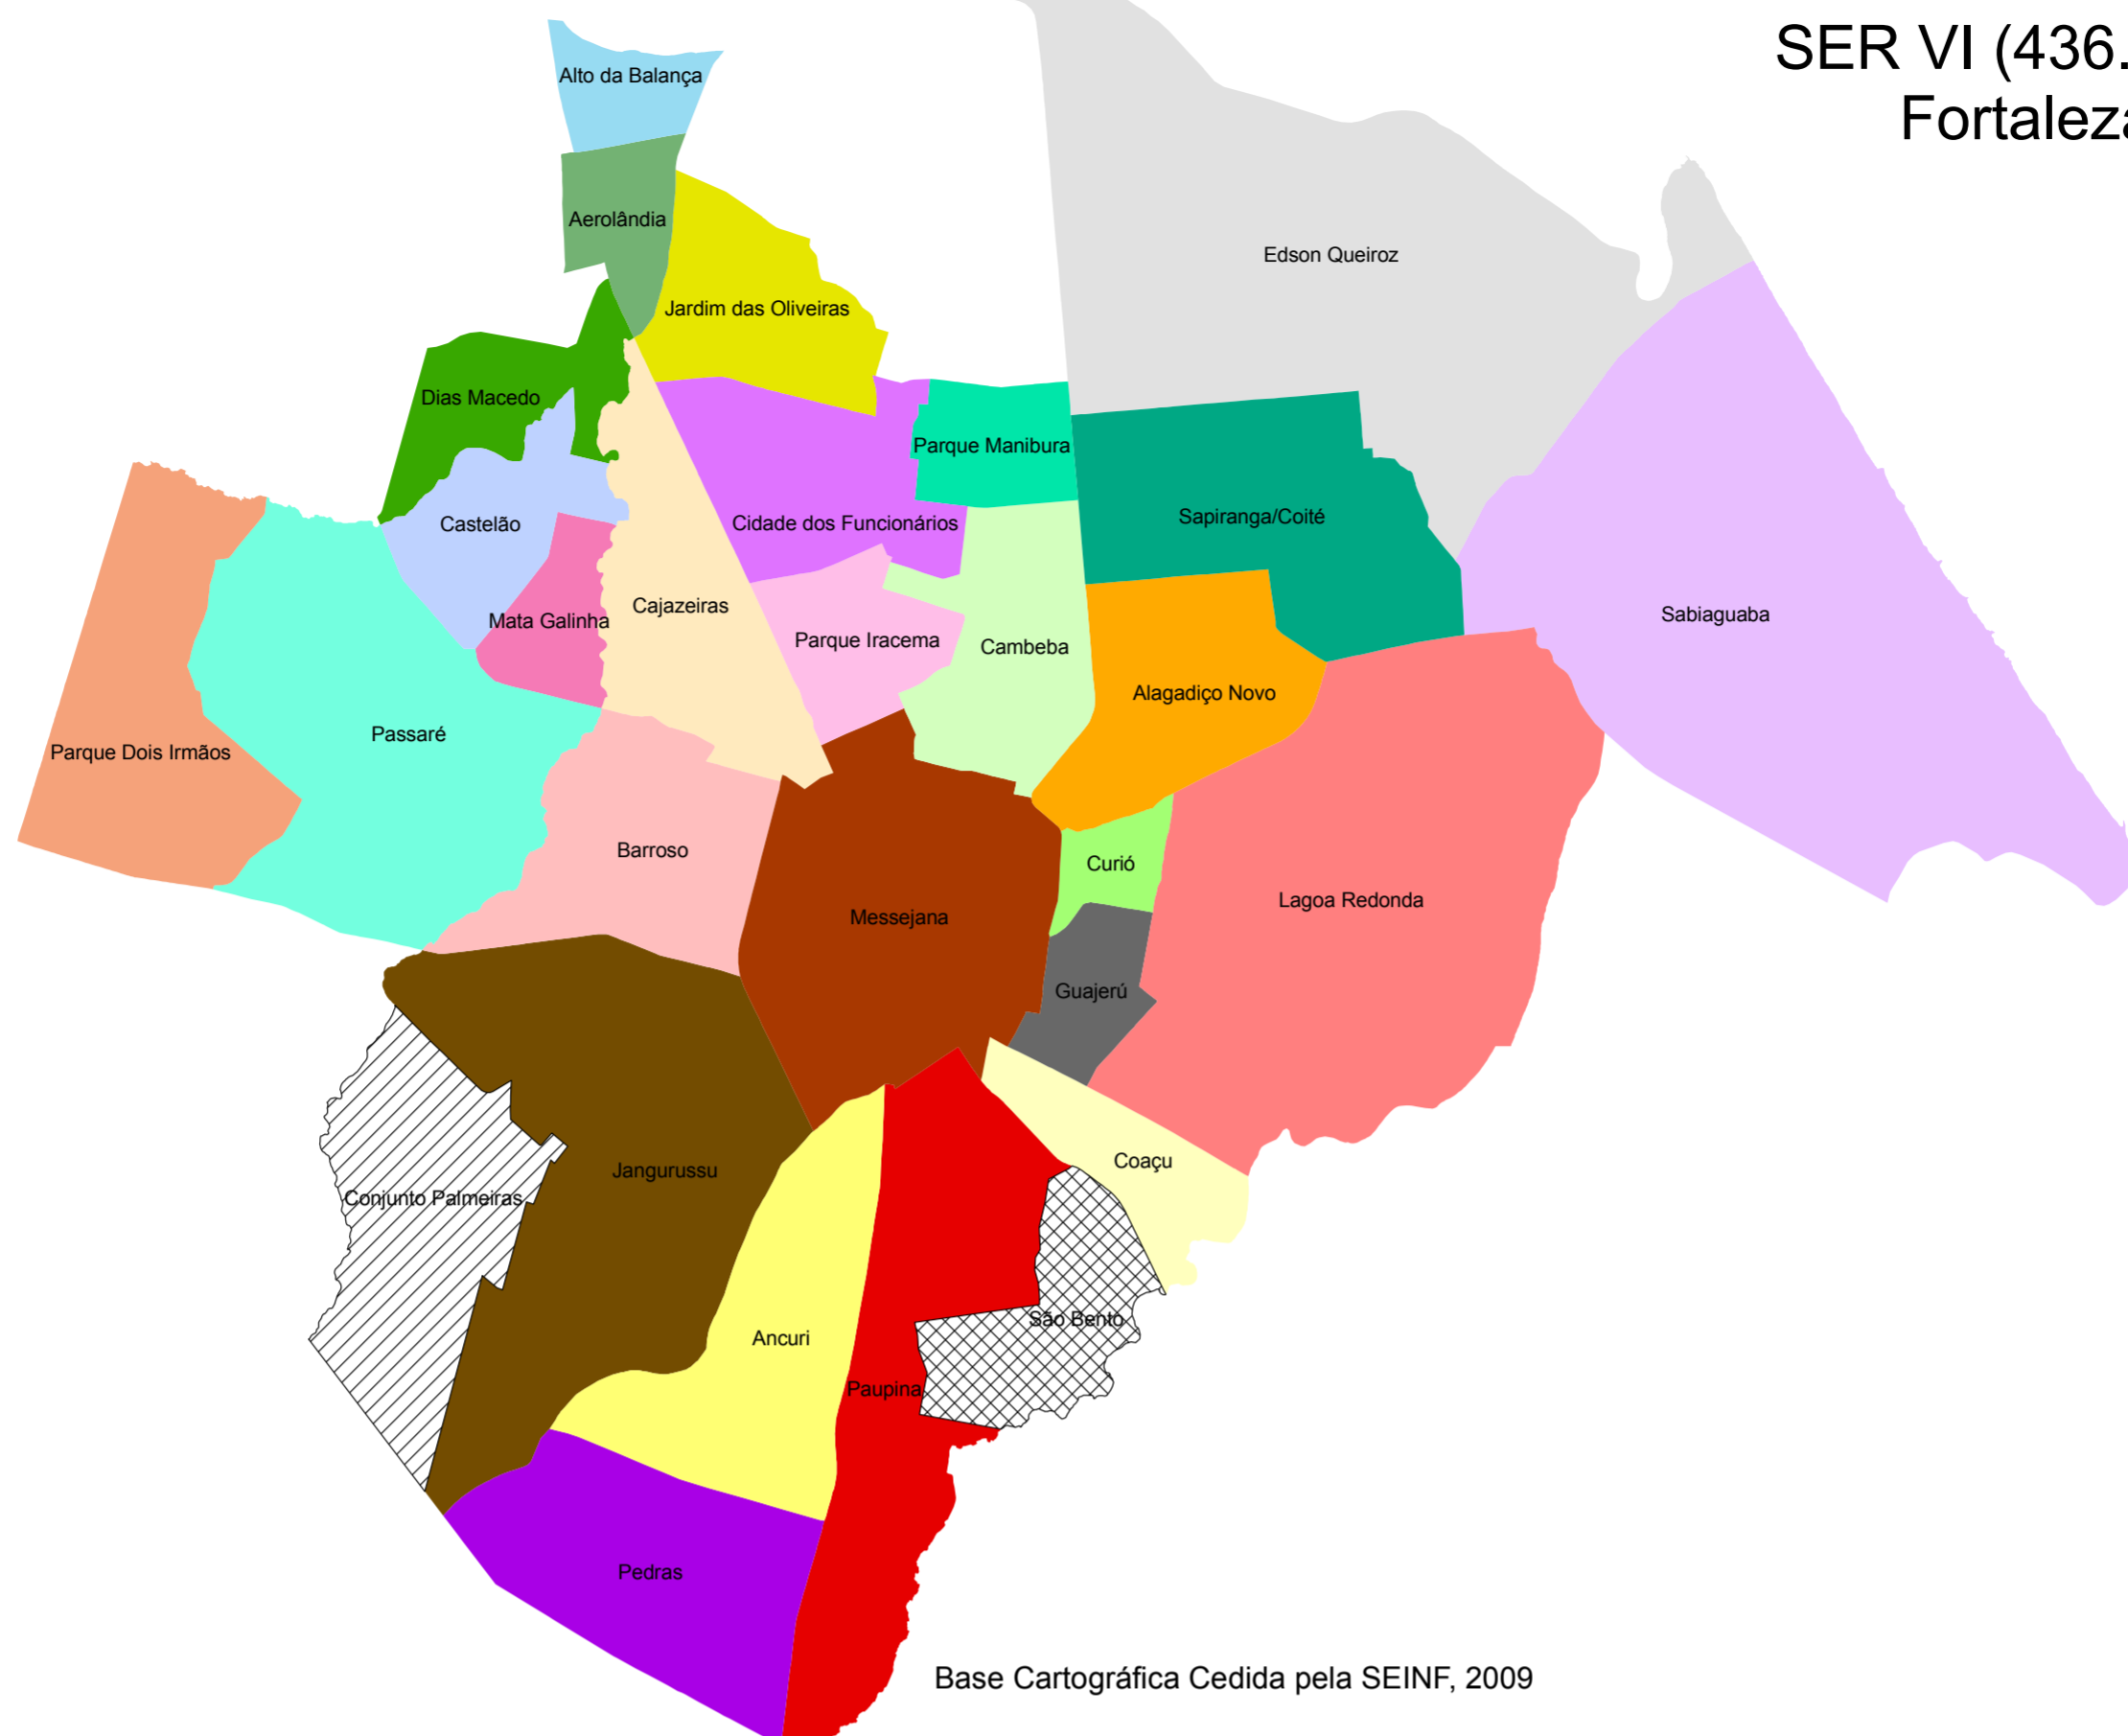 SER VI (436.
Fortaleza
Alto da Balança
Aerolândia
Edson Queiroz
Jardim das Oliveiras
Dias Macedo
Parque Manibura
Castelão
Cidade dos Funcionários
Sapiranga/Coité
Cajazeiras
Sabiaguaba
Mata Galinha
Parque Iracema
Cambeba
Alagadiço Novo
Passaré
Parque Dois Irmãos
Barroso
Curió
Lagoa Redonda
Messejana
Guajerú
Coaçu
Jangurussu
Conjunto Palmeiras
São Bento
Ancuri
Paupina
Pedras
Base Cartográfica Cedida pela SEINF, 2009